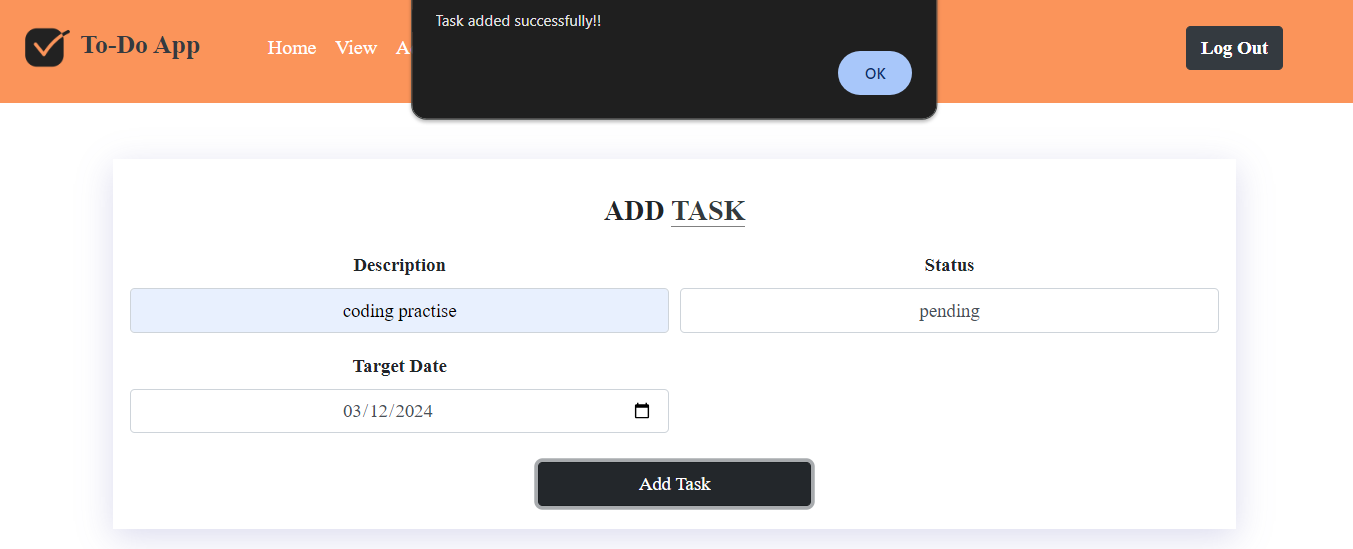 Task added successfully!!
OK
To-Do App
Home View A
Log Out
ADD TASK
Description
Status
coding practise
pending
Target Date
03/12/2024
Add Task